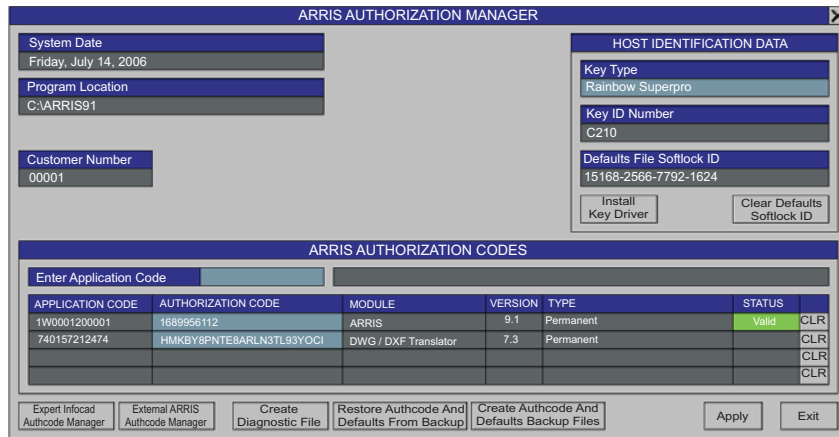 ARRIS AUTHORIZATION MANAGER
X
System Date
Friday, July 14, 2006
Program Location
C:\ARRIS91
Customer Number
00001
HOST IDENTIFICATION DATA
Key Type
Rainbow Superpro
Key ID Number
C210
Defaults File Softlock ID
15168-2566-7792-1624
Install
Key Driver
Clear Defaults
Softlock ID
ARRIS AUTHORIZATION CODES
Enter Application Code
APPLICATION CODE AUTHORIZATION CODE MODULE VERSION TYPE STATUS
1W0001200001 1689956112 ARRIS 9.1 Permanent Valid CLR
740157212474 HMKBY8PNTE8ARLN3TL93YOCI DWG / DXF Translator 7.3 Permanent CLR
CLR
CLR
Expert Infocad
Authcode Manager
External ARRIS
Authcode Manager
Create
Diagnostic File
Restore Authcode And
Defaults From Backup
Create Authcode And
Defaults Backup Files
Apply
Exit